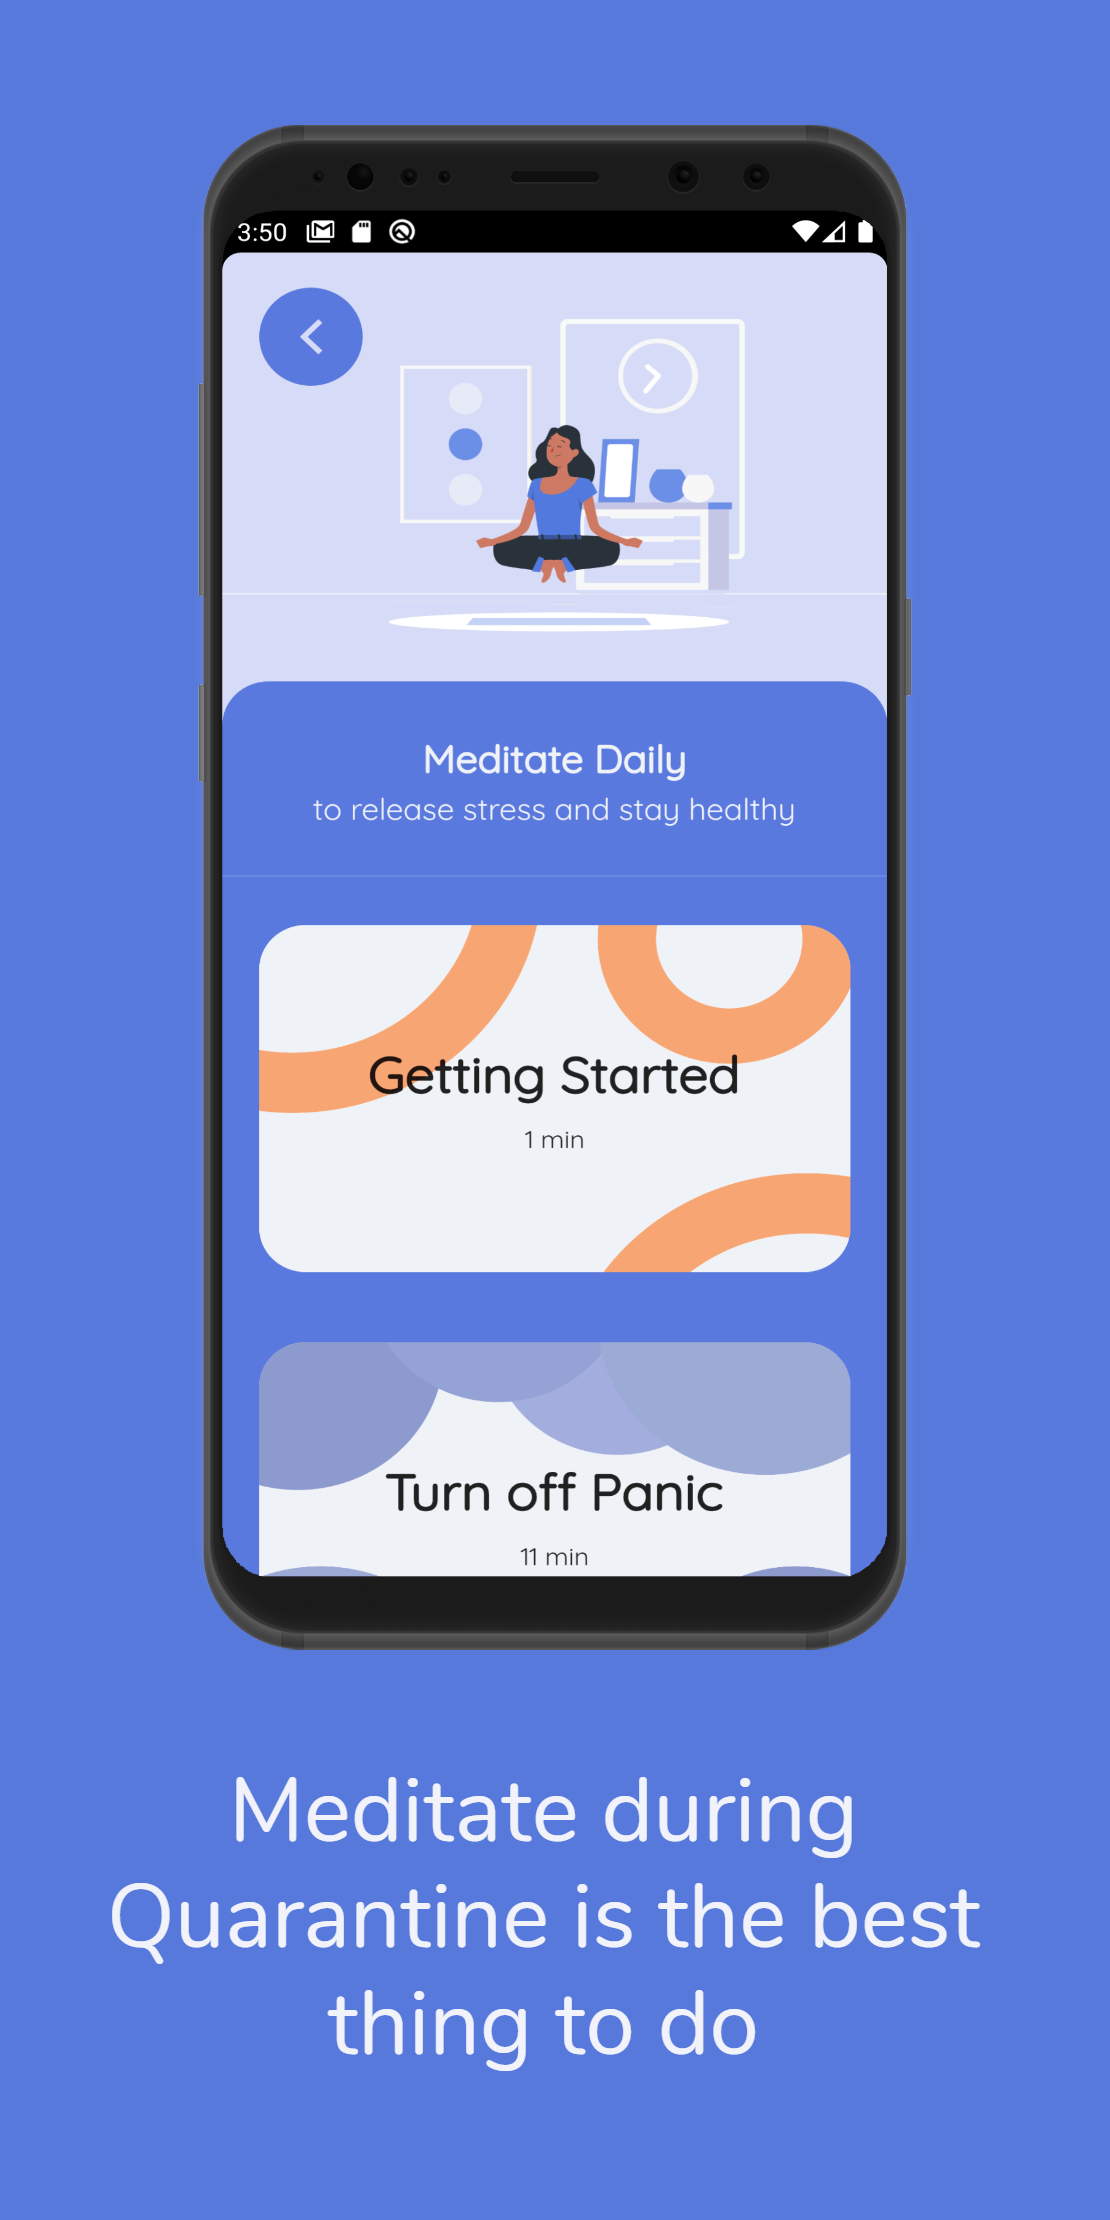 3:50
Meditate Daily
to release stress and stay healthy
Getting Started
1 min
Turn off Panic
11 min
Meditate during
Quarantine is the best
thing to do